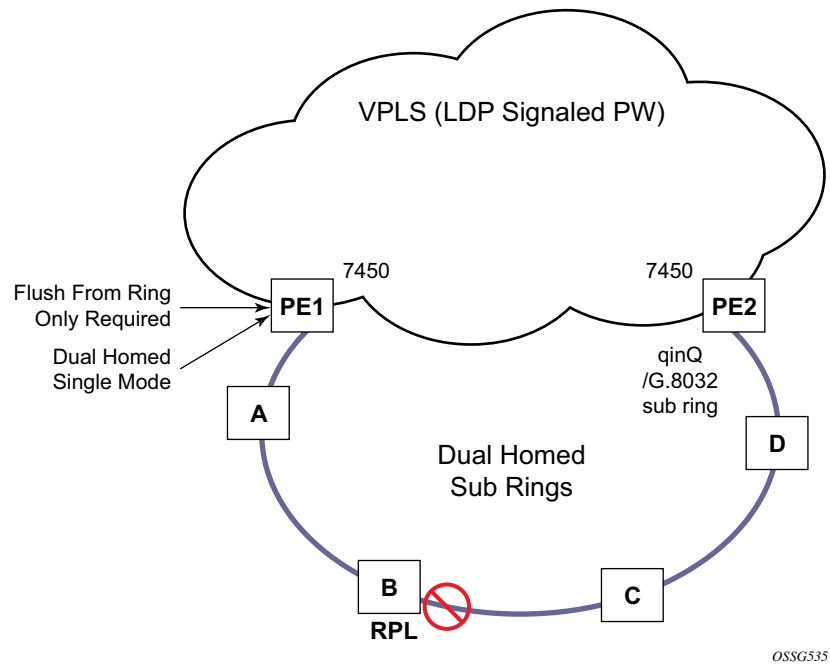 VPLS (LDP Signaled PW)
7450
7450
Flush From Ring
Only Required
PE1
PE2
Dual Homed
Single Mode
qinQ
/G.8032
sub ring
A
D
Dual Homed
Sub Rings
B
C
RPL
OSSG535